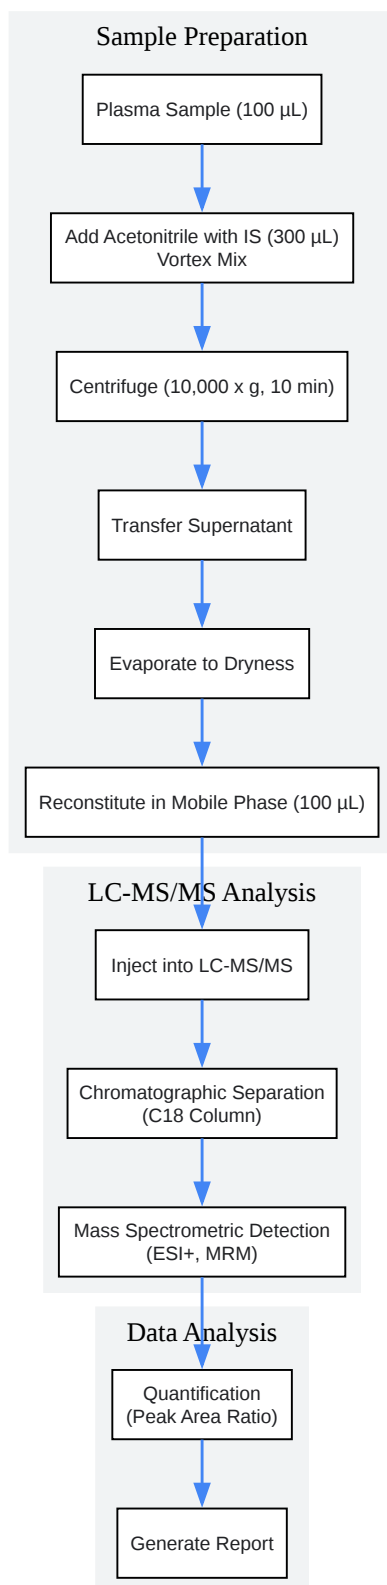 Sample Preparation
Plasma Sample (100 µL)
Add Acetonitrile with IS (300 µL)
Vortex Mix
Centrifuge (10,000 x g, 10 min)
Transfer Supernatant
Evaporate to Dryness
Reconstitute in Mobile Phase (100 µL)
LC-MS/MS Analysis
Inject into LC-MS/MS
Chromatographic Separation
(C18 Column)
Mass Spectrometric Detection
(ESI+, MRM)
Data Analysis
Quantification
(Peak Area Ratio)
Generate Report